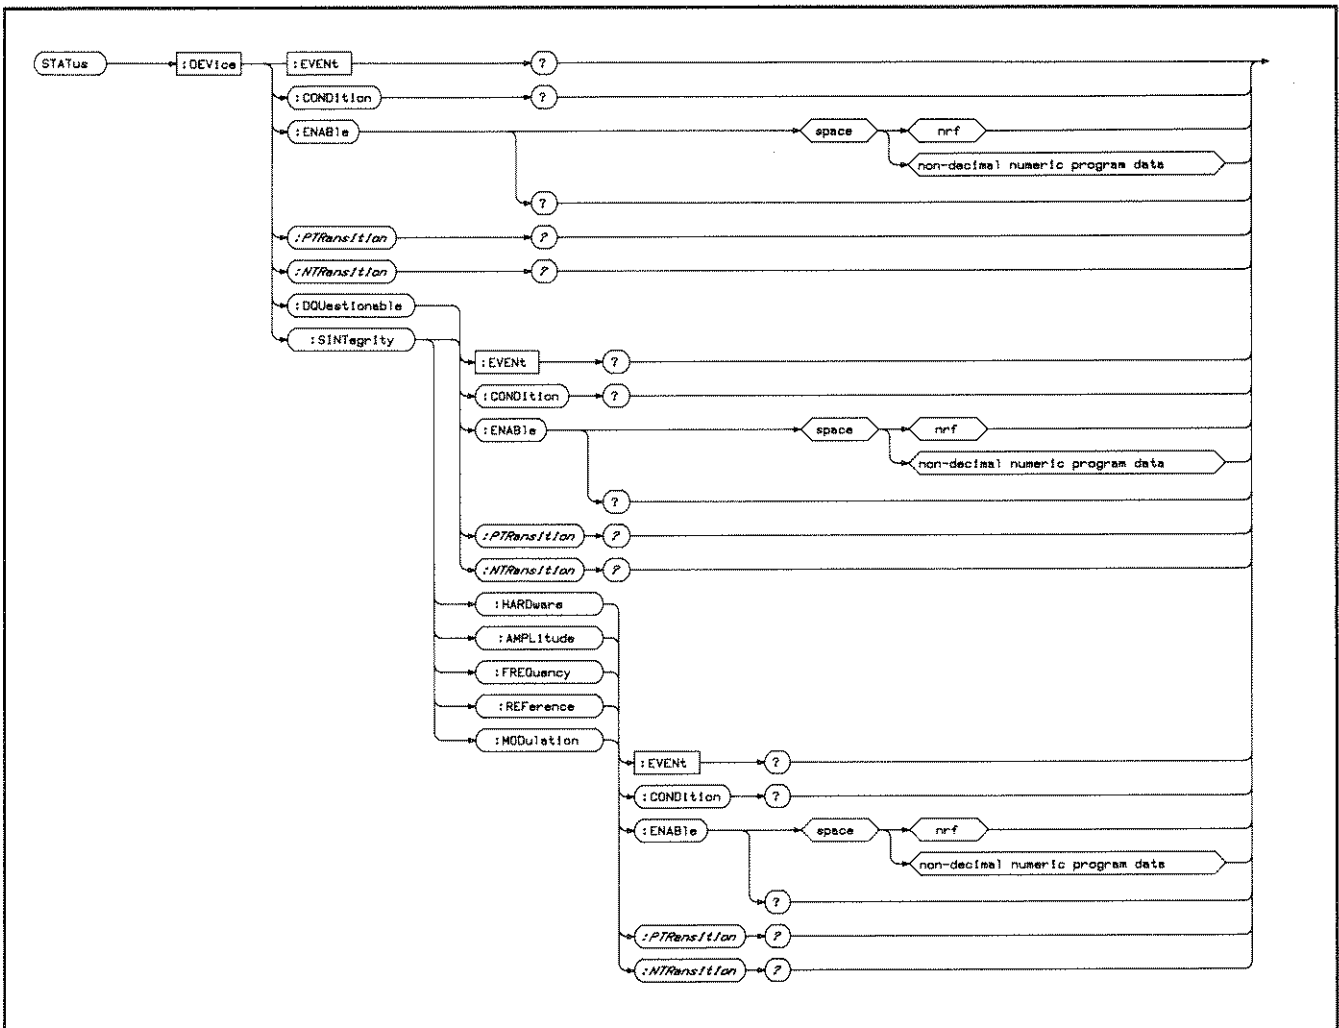 STATus :DEVice :EVENt ?
:CONDition ?
:ENABle space nrf
non-decimal numeric program data
?
:PTRansition ?
:NTRansition ?
:DQUestionable
:SINTegrity
:EVENt ?
:CONDition ?
:ENABle space nrf
non-decimal numeric program data
?
:PTRansition ?
:NTRansition ?
:HARDware
:AMPLitude
:FREQuency
:REFerence
:MODulation
:EVENt ?
:CONDition ?
:ENABle space nrf
non-decimal numeric program data
?
:PTRansition ?
:NTRansition ?